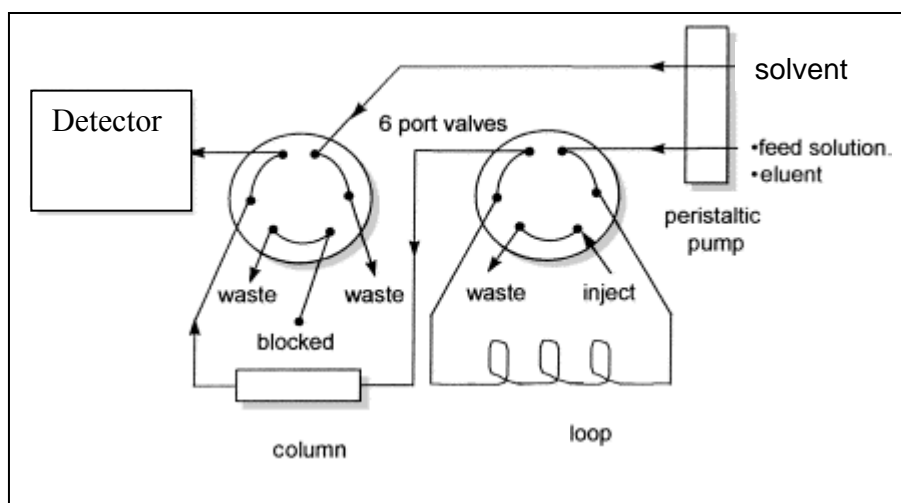 solvent
Detector
6 port valves
•feed solution.
•eluent
peristaltic
pump
waste
waste
waste
inject
blocked
loop
column